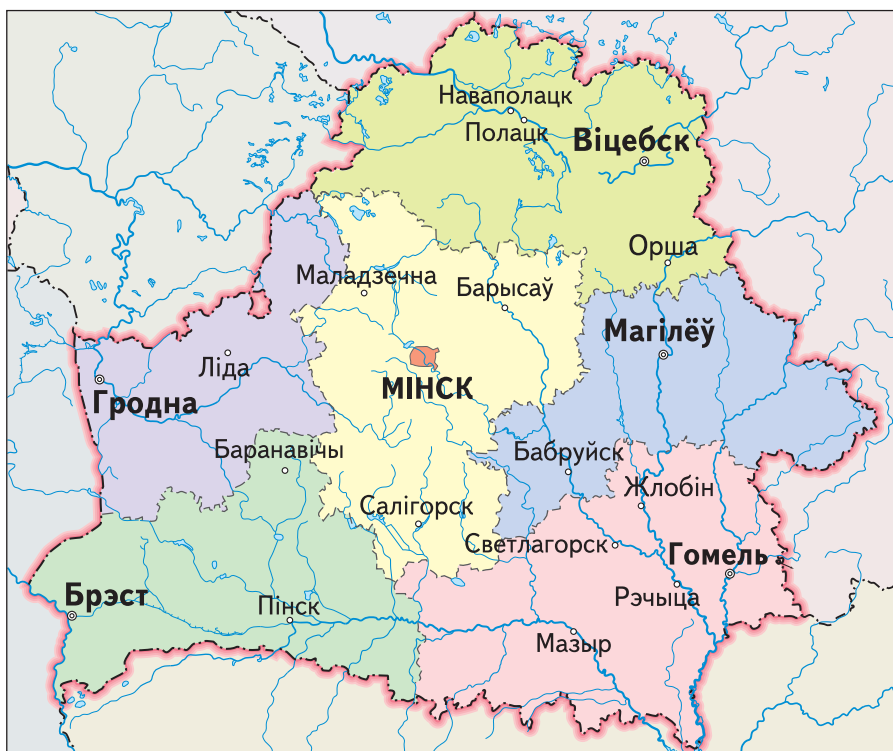 Наваполацк
Полацк
Віцебск
Орша
Маладзечна
Барысаў
Магілёў
Ліда
МІНСК
Гродна
Баранавічы
Бабруйск
Жлобін
Салігорск
Светлагорск
Гомель
Брэст
Пінск
Рэчыца
Мазыр